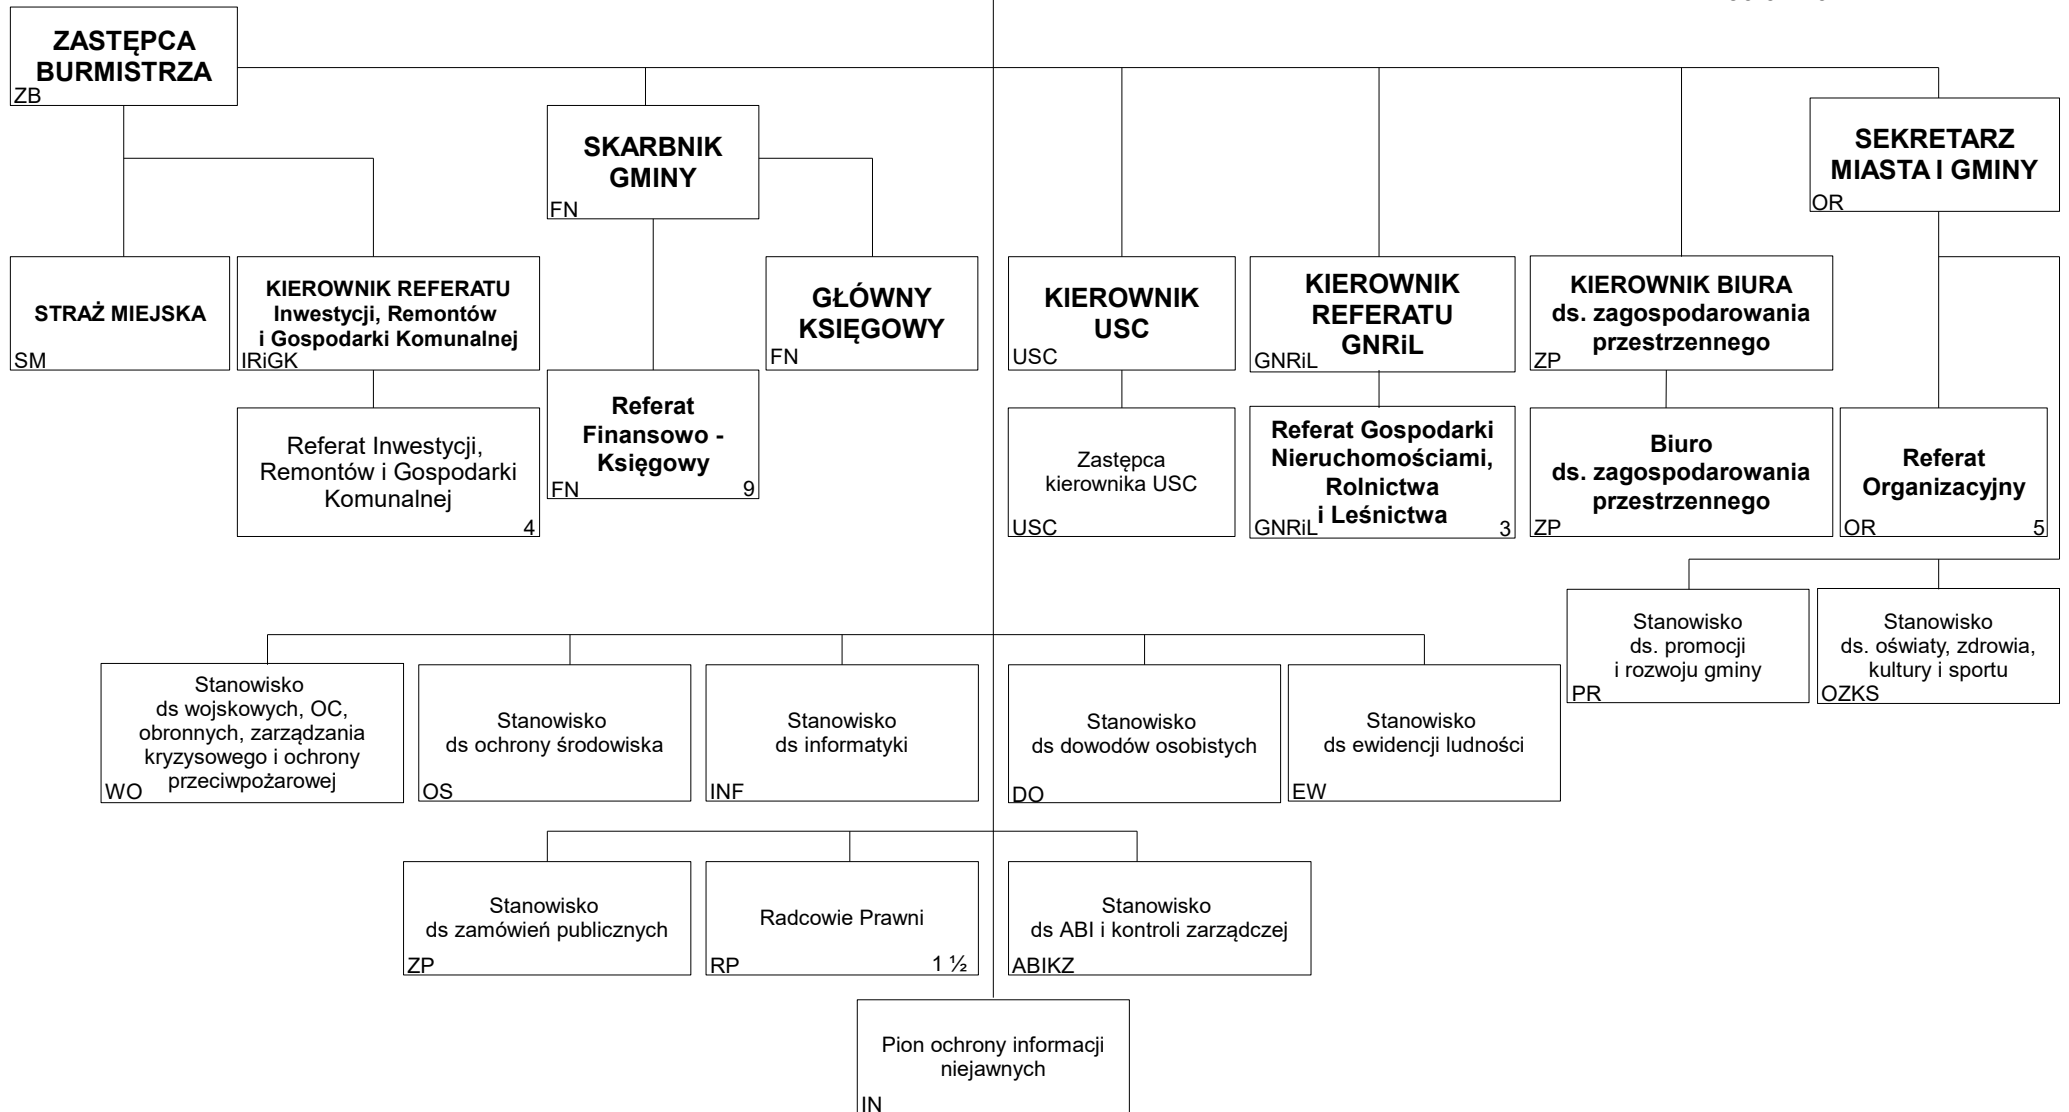 ZASTĘPCA
BURMISTRZA
ZB
SKARBNIK
GMINY
FN
SEKRETARZ
MIASTA I GMINY
OR
STRAŻ MIEJSKA
SM
KIEROWNIK REFERATU
Inwestycji, Remontów
i Gospodarki Komunalnej
IRiGK
GŁÓWNY
KSIĘGOWY
FN
KIEROWNIK
USC
USC
KIEROWNIK
REFERATU
GNRiL
GNRiL
KIEROWNIK BIURA
ds. zagospodarowania
przestrzennego
ZP
Referat Inwestycji,
Remontów i Gospodarki
Komunalnej
4
Referat
Finansowo -
Księgowy
FN 9
Zastępca
kierownika USC
USC
Referat Gospodarki
Nieruchomościami,
Rolnictwa
i Leśnictwa
GNRiL 3
Biuro
ds. zagospodarowania
przestrzennego
ZP
Referat
Organizacyjny
OR 5
Stanowisko
ds. promocji
i rozwoju gminy
PR
Stanowisko
ds. oświaty, zdrowia,
kultury i sportu
OZKS
Stanowisko
ds wojskowych, OC,
obronnych, zarządzania
kryzysowego i ochrony
przeciwpożarowej
WO
Stanowisko
ds ochrony środowiska
OS
Stanowisko
ds informatyki
INF
Stanowisko
ds dowodów osobistych
DO
Stanowisko
ds ewidencji ludności
EW
Stanowisko
ds zamówień publicznych
ZP
Radcowie Prawni
RP 1 ½
Stanowisko
ds ABI i kontroli zarządczej
ABIKZ
Pion ochrony informacji
niejawnych
IN